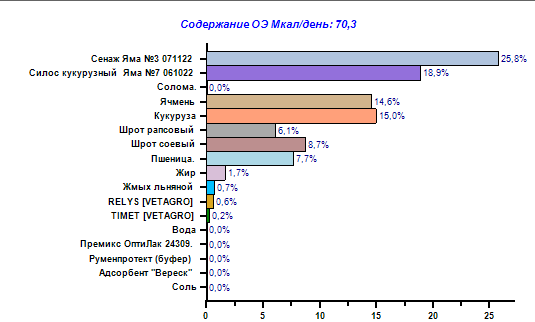 Содержание ОЭ Мкал/день: 70,3
Сенаж Яма №3 071122 25,8%
Силос кукурузный Яма №7 061022 18,9%
Солома. 0,0%
Ячмень 14,6%
Кукуруза 15,0%
Шрот рапсовый 6,1%
Шрот соевый 8,7%
Пшеница. 7,7%
Жир 1,7%
Жмых льняной 0,7%
RELYS [VETAGRO] 0,6%
TIMET [VETAGRO] 0,2%
Вода 0,0%
Премикс ОптиЛак 24309. 0,0%
Руменпротект (буфер) 0,0%
Адсорбент "Вереск" 0,0%
Соль 0,0%
0 5 10 15 20 25